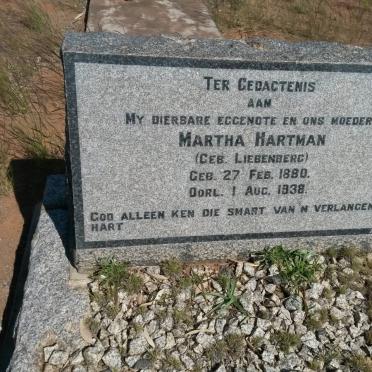 TER GEDACTENIS
AAN
MY DIERBARE EGGENOTE EN ONS MOEDER
MARTHA HARTMAN
(GEB. LIEBENBERG)
GEB. 27 FEB. 1880.
OORL. 1 AUG. 1938.
GOD ALLEEN KEN DIE SMART VAN 'N VERLANGEN
HART